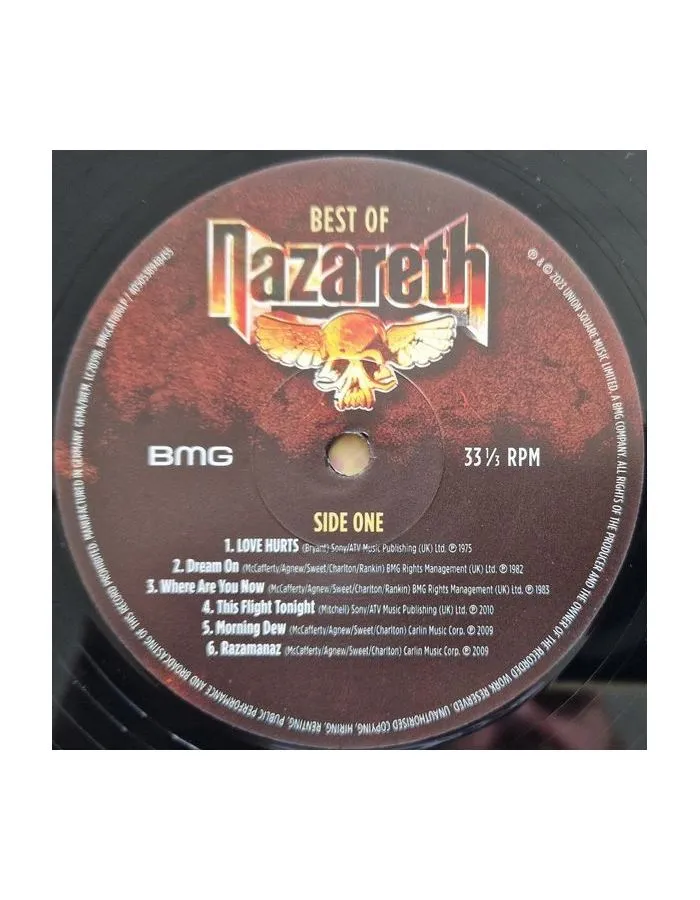 BEST OF
Nazareth
BMG
33 ⅓ RPM
SIDE ONE
1. LOVE HURTS (Bryant) Sony/ATV Music Publishing (UK) Ltd. ℗ 1975
2. Dream On (McCafferty/Agnew/Sweet/Charlton/Rankin) BMG Rights Management (UK) Ltd. ℗ 1982
3. Where Are You Now (McCafferty/Agnew/Sweet/Charlton/Rankin) BMG Rights Management (UK) Ltd. ℗ 1983
4. This Flight Tonight (Mitchell) Sony/ATV Music Publishing (UK) Ltd. ℗ 2010
5. Morning Dew (McCafferty/Agnew/Sweet/Charlton) Carlin Music Corp. ℗ 2009
6. Razamanaz (McCafferty/Agnew/Sweet/Charlton) Carlin Music Corp. ℗ 2009
℗ & © 2023 UNION SQUARE MUSIC LIMITED, A BMG COMPANY. ALL RIGHTS OF THE PRODUCER AND THE OWNER OF THE RECORDED WORK RESERVED. UNAUTHORISED COPYING, HIRING, RENTING, PUBLIC PERFORMANCE AND BROADCASTING OF THIS RECORD PROHIBITED. MANUFACTURED IN GERMANY. GEMA/BIEM.